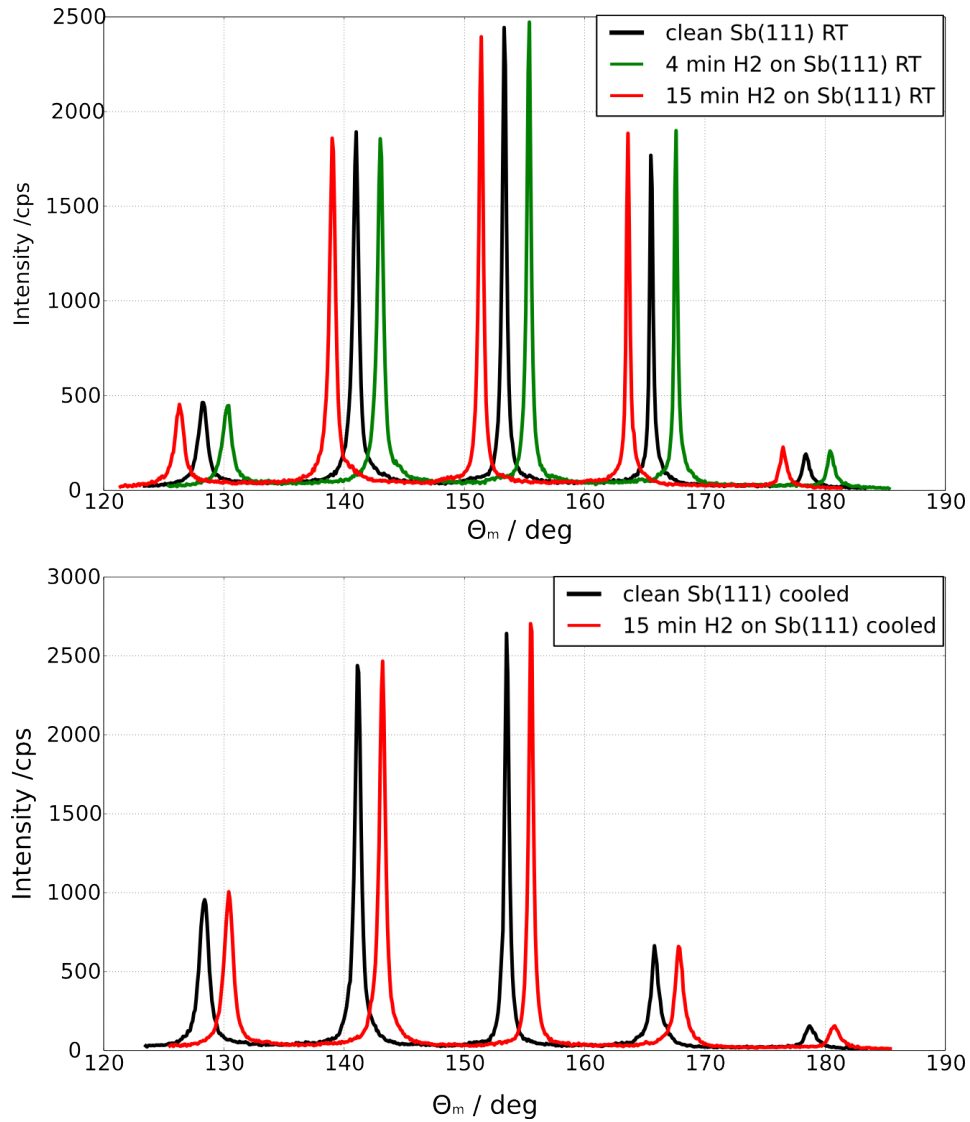 2500
2000
1500
1000
500
0
Intensity /cps
clean Sb(111) RT
4 min H2 on Sb(111) RT
15 min H2 on Sb(111) RT
120 130 140 150 160 170 180 190
Θm / deg
3000
2500
2000
1500
1000
500
0
Intensity /cps
clean Sb(111) cooled
15 min H2 on Sb(111) cooled
120 130 140 150 160 170 180 190
Θm / deg